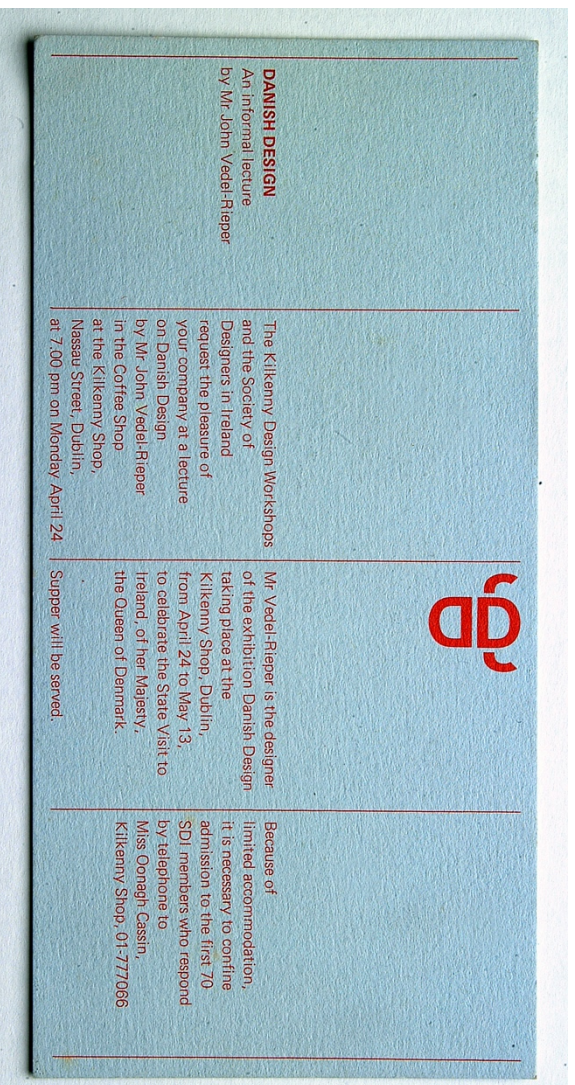 DANISH DESIGN
An informal lecture
by Mr John Vedel-Rieper
The Kilkenny Design Workshops
and the Society of
Designers in Ireland
request the pleasure of
your company at a lecture
on Danish Design
by Mr John Vedel-Rieper
in the Coffee Shop
at the Kilkenny Shop,
Nassau Street, Dublin,
at 7.00 pm on Monday April 24
Mr Vedel-Rieper is the designer
of the exhibition Danish Design
taking place at the
Kilkenny Shop, Dublin,
from April 24 to May 13,
to celebrate the State Visit to
Ireland, of her Majesty,
the Queen of Denmark.
Supper will be served.
Because of
limited accommodation,
it is necessary to confine
admission to the first 70
SDI members who respond
by telephone to
Miss Oonagh Cassin,
Kilkenny Shop, 01-777066